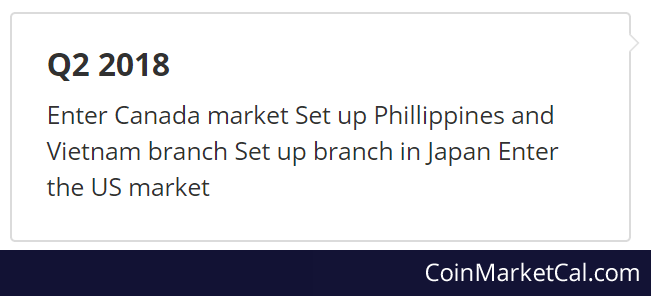 Q2 2018
Enter Canada market Set up Phillippines and
Vietnam branch Set up branch in Japan Enter
the US market
CoinMarketCal.com